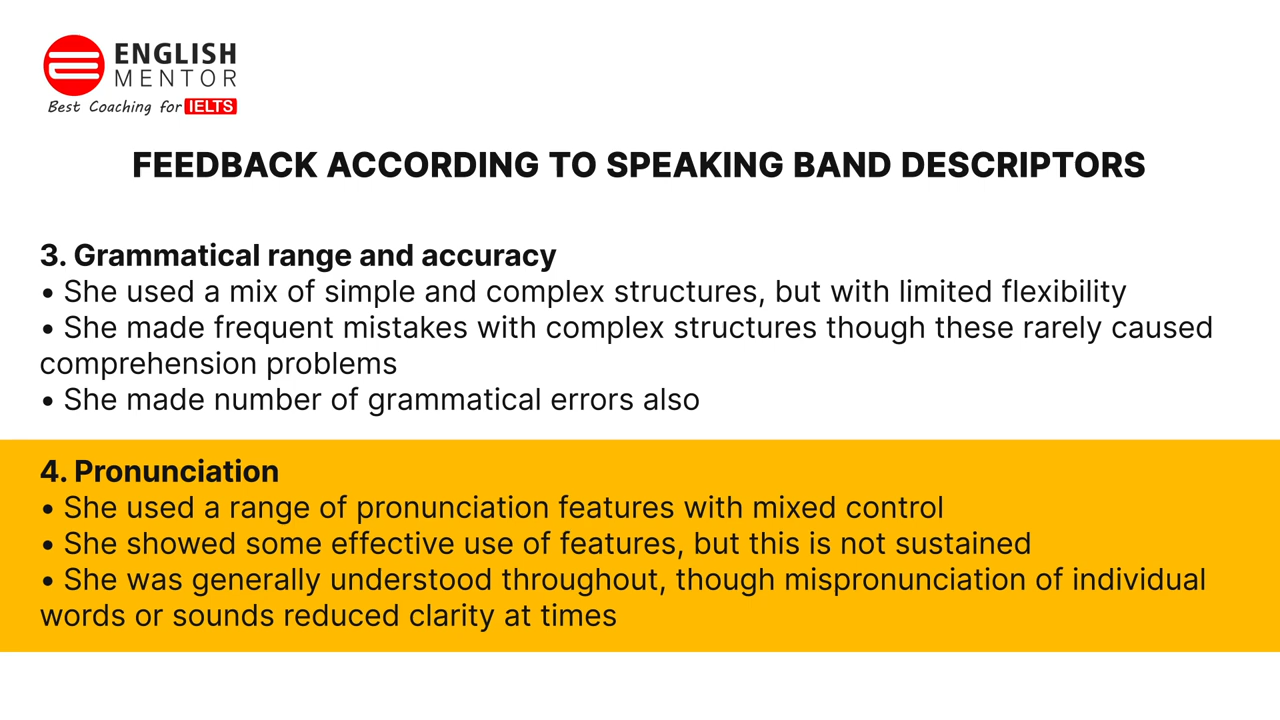 ENGLISH
MENTOR
Best Coaching for IELTS
FEEDBACK ACCORDING TO SPEAKING BAND DESCRIPTORS
3. Grammatical range and accuracy
• She used a mix of simple and complex structures, but with limited flexibility
• She made frequent mistakes with complex structures though these rarely caused
comprehension problems
• She made number of grammatical errors also
4. Pronunciation
• She used a range of pronunciation features with mixed control
• She showed some effective use of features, but this is not sustained
• She was generally understood throughout, though mispronunciation of individual
words or sounds reduced clarity at times